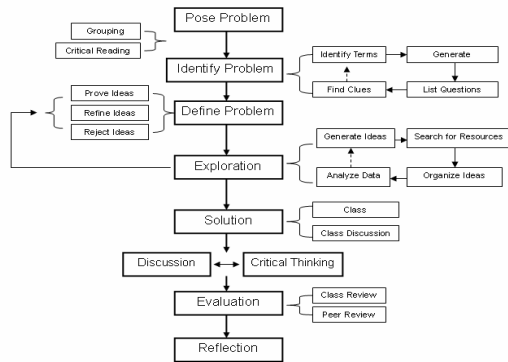 Pose Problem
Grouping
Critical Reading
Identify Problem
Identify Terms
Generate
Find Clues
List Questions
Prove Ideas
Refine Ideas
Reject Ideas
Define Problem
Generate Ideas
Search for Resources
Exploration
Analyze Data
Organize Ideas
Solution
Class
Class Discussion
Discussion
Critical Thinking
Evaluation
Class Review
Peer Review
Reflection